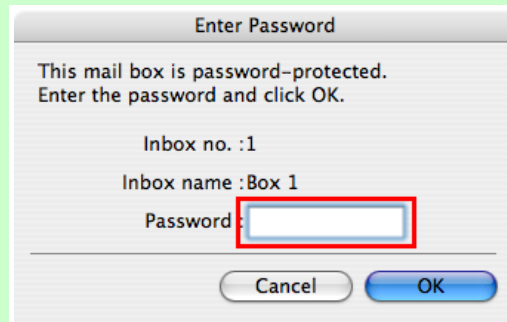 Enter Password
This mail box is password-protected.
Enter the password and click OK.
Inbox no. :1
Inbox name :Box 1
Password :
Cancel OK